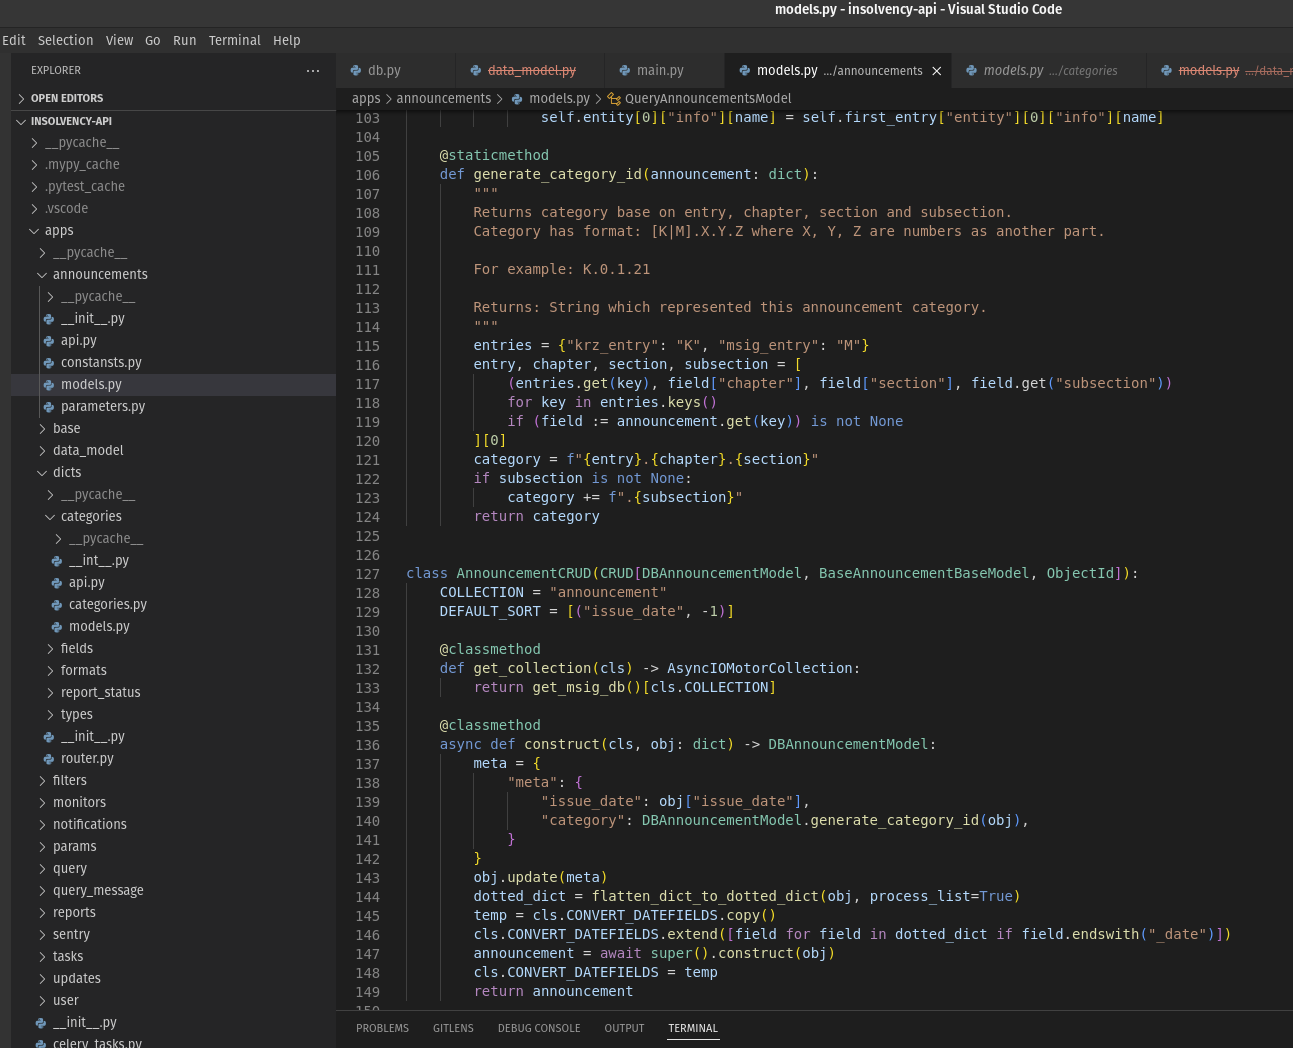 models.py - insolvency-api - Visual Studio Code
Edit Selection View Go Run Terminal Help
EXPLORER ...
OPEN EDITORS
INSOLVENCY-API
__pycache__
.mypy_cache
.pytest_cache
.vscode
apps
__pycache__
announcements
__pycache__
__init__.py
api.py
constansts.py
models.py
parameters.py
base
data_model
dicts
__pycache__
categories
__pycache__
__int__.py
api.py
categories.py
models.py
fields
formats
report_status
types
__init__.py
router.py
filters
monitors
notifications
params
query
query_message
reports
sentry
tasks
updates
user
__init__.py
celery_tasks.py
db.py data_model.py main.py models.py .../announcements models.py .../categories models.py
apps > announcements > models.py > QueryAnnouncementsModel
103 self.entity[0]["info"][name] = self.first_entry["entity"][0]["info"][name]
104
105 @staticmethod
106 def generate_category_id(announcement: dict):
107 """
108 Returns category base on entry, chapter, section and subsection.
109 Category has format: [K|M].X.Y.Z where X, Y, Z are numbers as another part.
110
111 For example: K.0.1.21
112
113 Returns: String which represented this announcement category.
114 """
115 entries = {"krz_entry": "K", "msig_entry": "M"}
116 entry, chapter, section, subsection = [
117 (entries.get(key), field["chapter"], field["section"], field.get("subsection"))
118 for key in entries.keys()
119 if (field := announcement.get(key)) is not None
120 ][0]
121 category = f"{entry}.{chapter}.{section}"
122 if subsection is not None:
123 category += f".{subsection}"
124 return category
125
126
127 class AnnouncementCRUD(CRUD[DBAnnouncementModel, BaseAnnouncementBaseModel, ObjectId]):
128 COLLECTION = "announcement"
129 DEFAULT_SORT = [("issue_date", -1)]
130
131 @classmethod
132 def get_collection(cls) -> AsyncIOMotorCollection:
133 return get_msig_db()[cls.COLLECTION]
134
135 @classmethod
136 async def construct(cls, obj: dict) -> DBAnnouncementModel:
137 meta = {
138 "meta": {
139 "issue_date": obj["issue_date"],
140 "category": DBAnnouncementModel.generate_category_id(obj),
141 }
142 }
143 obj.update(meta)
144 dotted_dict = flatten_dict_to_dotted_dict(obj, process_list=True)
145 temp = cls.CONVERT_DATEFIELDS.copy()
146 cls.CONVERT_DATEFIELDS.extend([field for field in dotted_dict if field.endswith("_date")])
147 announcement = await super().construct(obj)
148 cls.CONVERT_DATEFIELDS = temp
149 return announcement
PROBLEMS GITLENS DEBUG CONSOLE OUTPUT TERMINAL